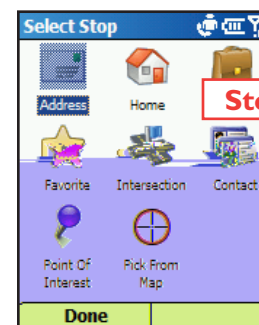 Select Stop
Address
Home
Favorite
Intersection
Contact
Point Of
Interest
Pick From
Map
Done